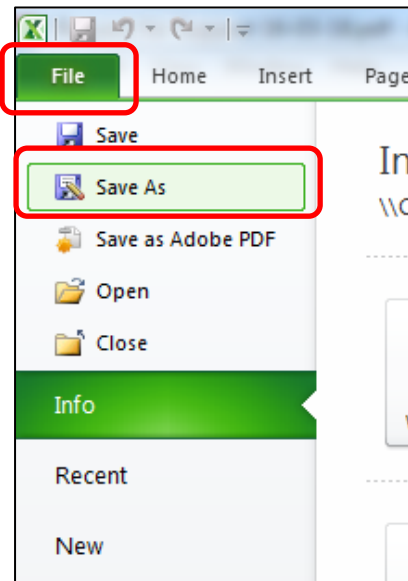 File Home Insert Page
Save
Save As
In
\\C
Save as Adobe PDF
Open
Close
Info
Recent
New